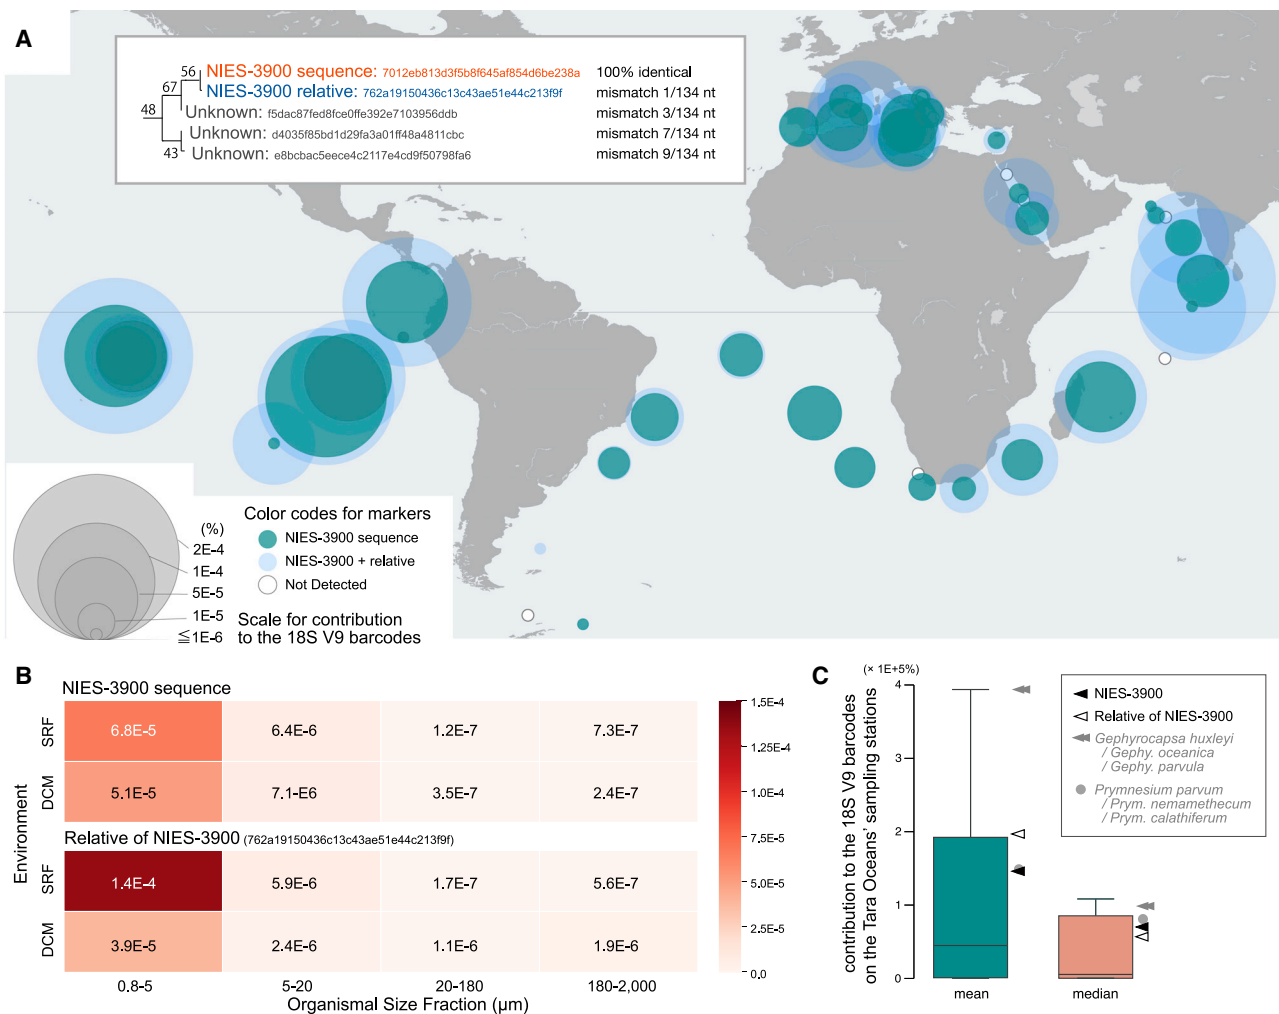 A
56
NIES-3900 sequence: 7012eb813d3f5b8f645af854d6be238a 100% identical
67
NIES-3900 relative: 762a19150436c13c43ae51e44c213f9f mismatch 1/134 nt
48
Unknown: f5dac87fed8fce0ffe392e7103956ddb mismatch 3/134 nt
Unknown: d4035f85bd1d29fa3a01ff48a4811cbc mismatch 7/134 nt
43
Unknown: e8bcbac5eece4c2117e4cd9f50798fa6 mismatch 9/134 nt
(%)
2E-4
1E-4
5E-5
1E-5
≦1E-6
Scale for contribution
to the 18S V9 barcodes
Color codes for markers
NIES-3900 sequence
NIES-3900 + relative
Not Detected
B
NIES-3900 sequence
Environment
SRF
6.8E-5 6.4E-6 1.2E-7 7.3E-7
DCM
5.1E-5 7.1-E6 3.5E-7 2.4E-7
Relative of NIES-3900 (762a19150436c13c43ae51e44c213f9f)
SRF
1.4E-4 5.9E-6 1.7E-7 5.6E-7
DCM
3.9E-5 2.4E-6 1.1E-6 1.9E-6
0.8-5 5-20 20-180 180-2,000
Organismal Size Fraction (μm)
1.5E-4
1.25E-4
1.0E-4
7.5E-5
5.0E-5
2.5E-5
0.0
C
(× 1E+5%)
contribution to the 18S V9 barcodes
on the Tara Oceans' sampling stations
4
3
2
1
0
mean
median
NIES-3900
Relative of NIES-3900
Gephyrocapsa huxleyi
/ Gephy. oceanica
/ Gephy. parvula
Prymnesium parvum
/ Prym. nemamethecum
/ Prym. calathiferum